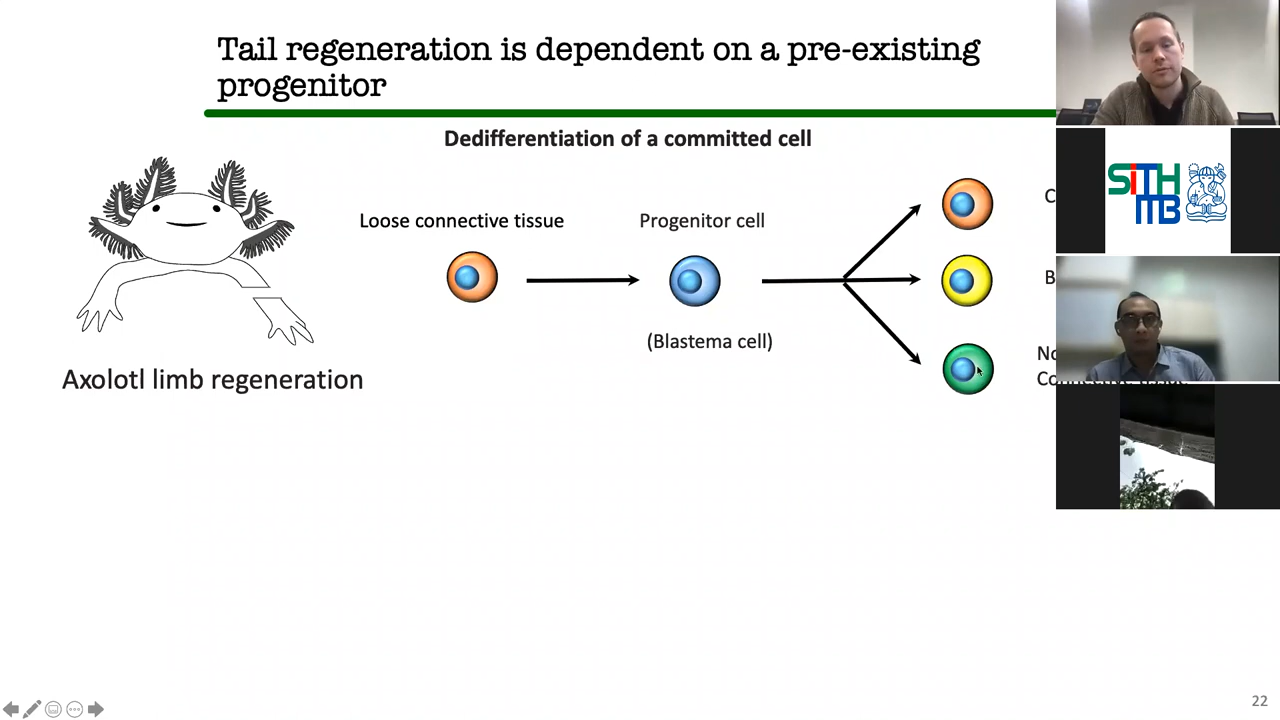 Tail regeneration is dependent on a pre-existing
progenitor
Dedifferentiation of a committed cell
Loose connective tissue
Progenitor cell
(Blastema cell)
Axolotl limb regeneration
SiTH
ITB
22